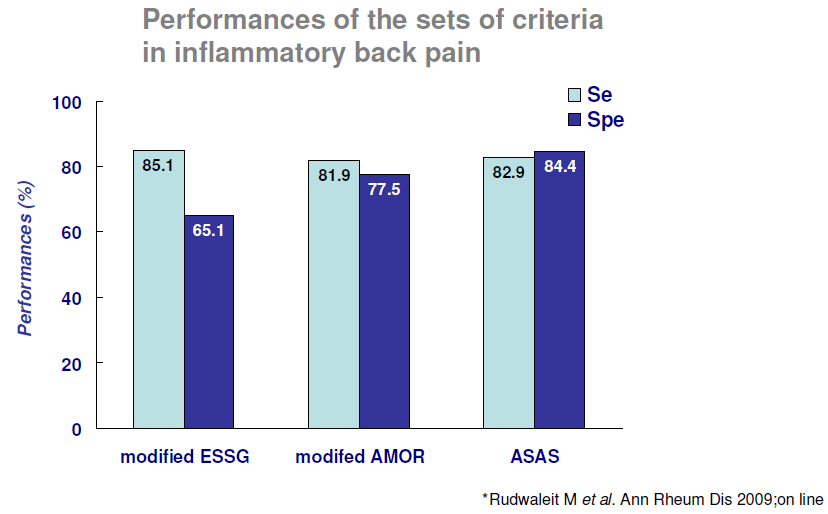 Performances of the sets of criteria
in inflammatory back pain
Se
Spe
Performances (%)
100
80
60
40
20
0
85.1
65.1
81.9
77.5
82.9
84.4
modified ESSG
modifed AMOR
ASAS
*Rudwaleit M et al. Ann Rheum Dis 2009;on line